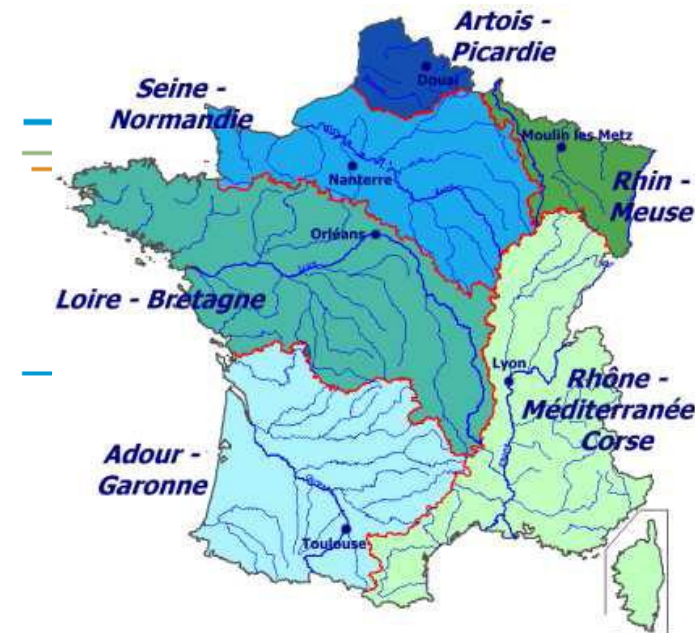 Artois -
Picardie
Douai
Seine -
Normandie
Moulin les Metz
Nanterre
Rhin -
Meuse
Orléans
Loire
Loire - Bretagne
Lyon
Rhône -
Méditerranée
Corse
Adour -
Garonne
Toulouse